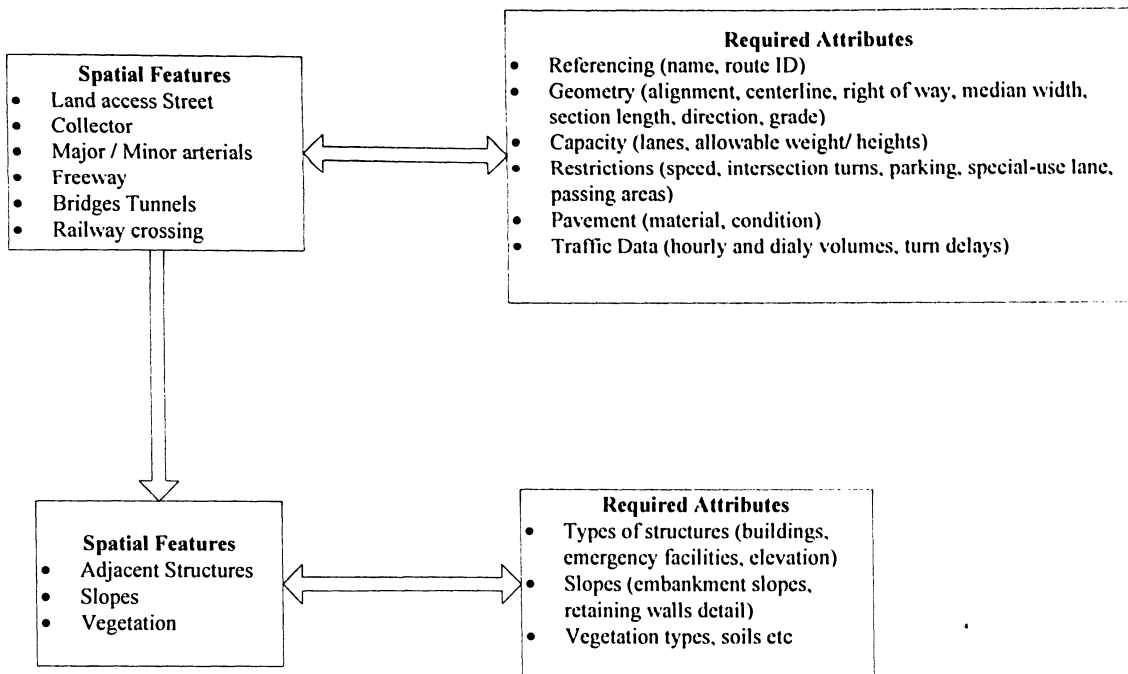 Spatial Features
• Land access Street
• Collector
• Major / Minor arterials
• Freeway
• Bridges Tunnels
• Railway crossing
Required Attributes
• Referencing (name, route ID)
• Geometry (alignment, centerline, right of way, median width,
section length, direction, grade)
• Capacity (lanes, allowable weight/ heights)
• Restrictions (speed, intersection turns, parking, special-use lane,
passing areas)
• Pavement (material, condition)
• Traffic Data (hourly and dialy volumes, turn delays)
Spatial Features
• Adjacent Structures
• Slopes
• Vegetation
Required Attributes
• Types of structures (buildings,
emergency facilities, elevation)
• Slopes (embankment slopes,
retaining walls detail)
• Vegetation types, soils etc